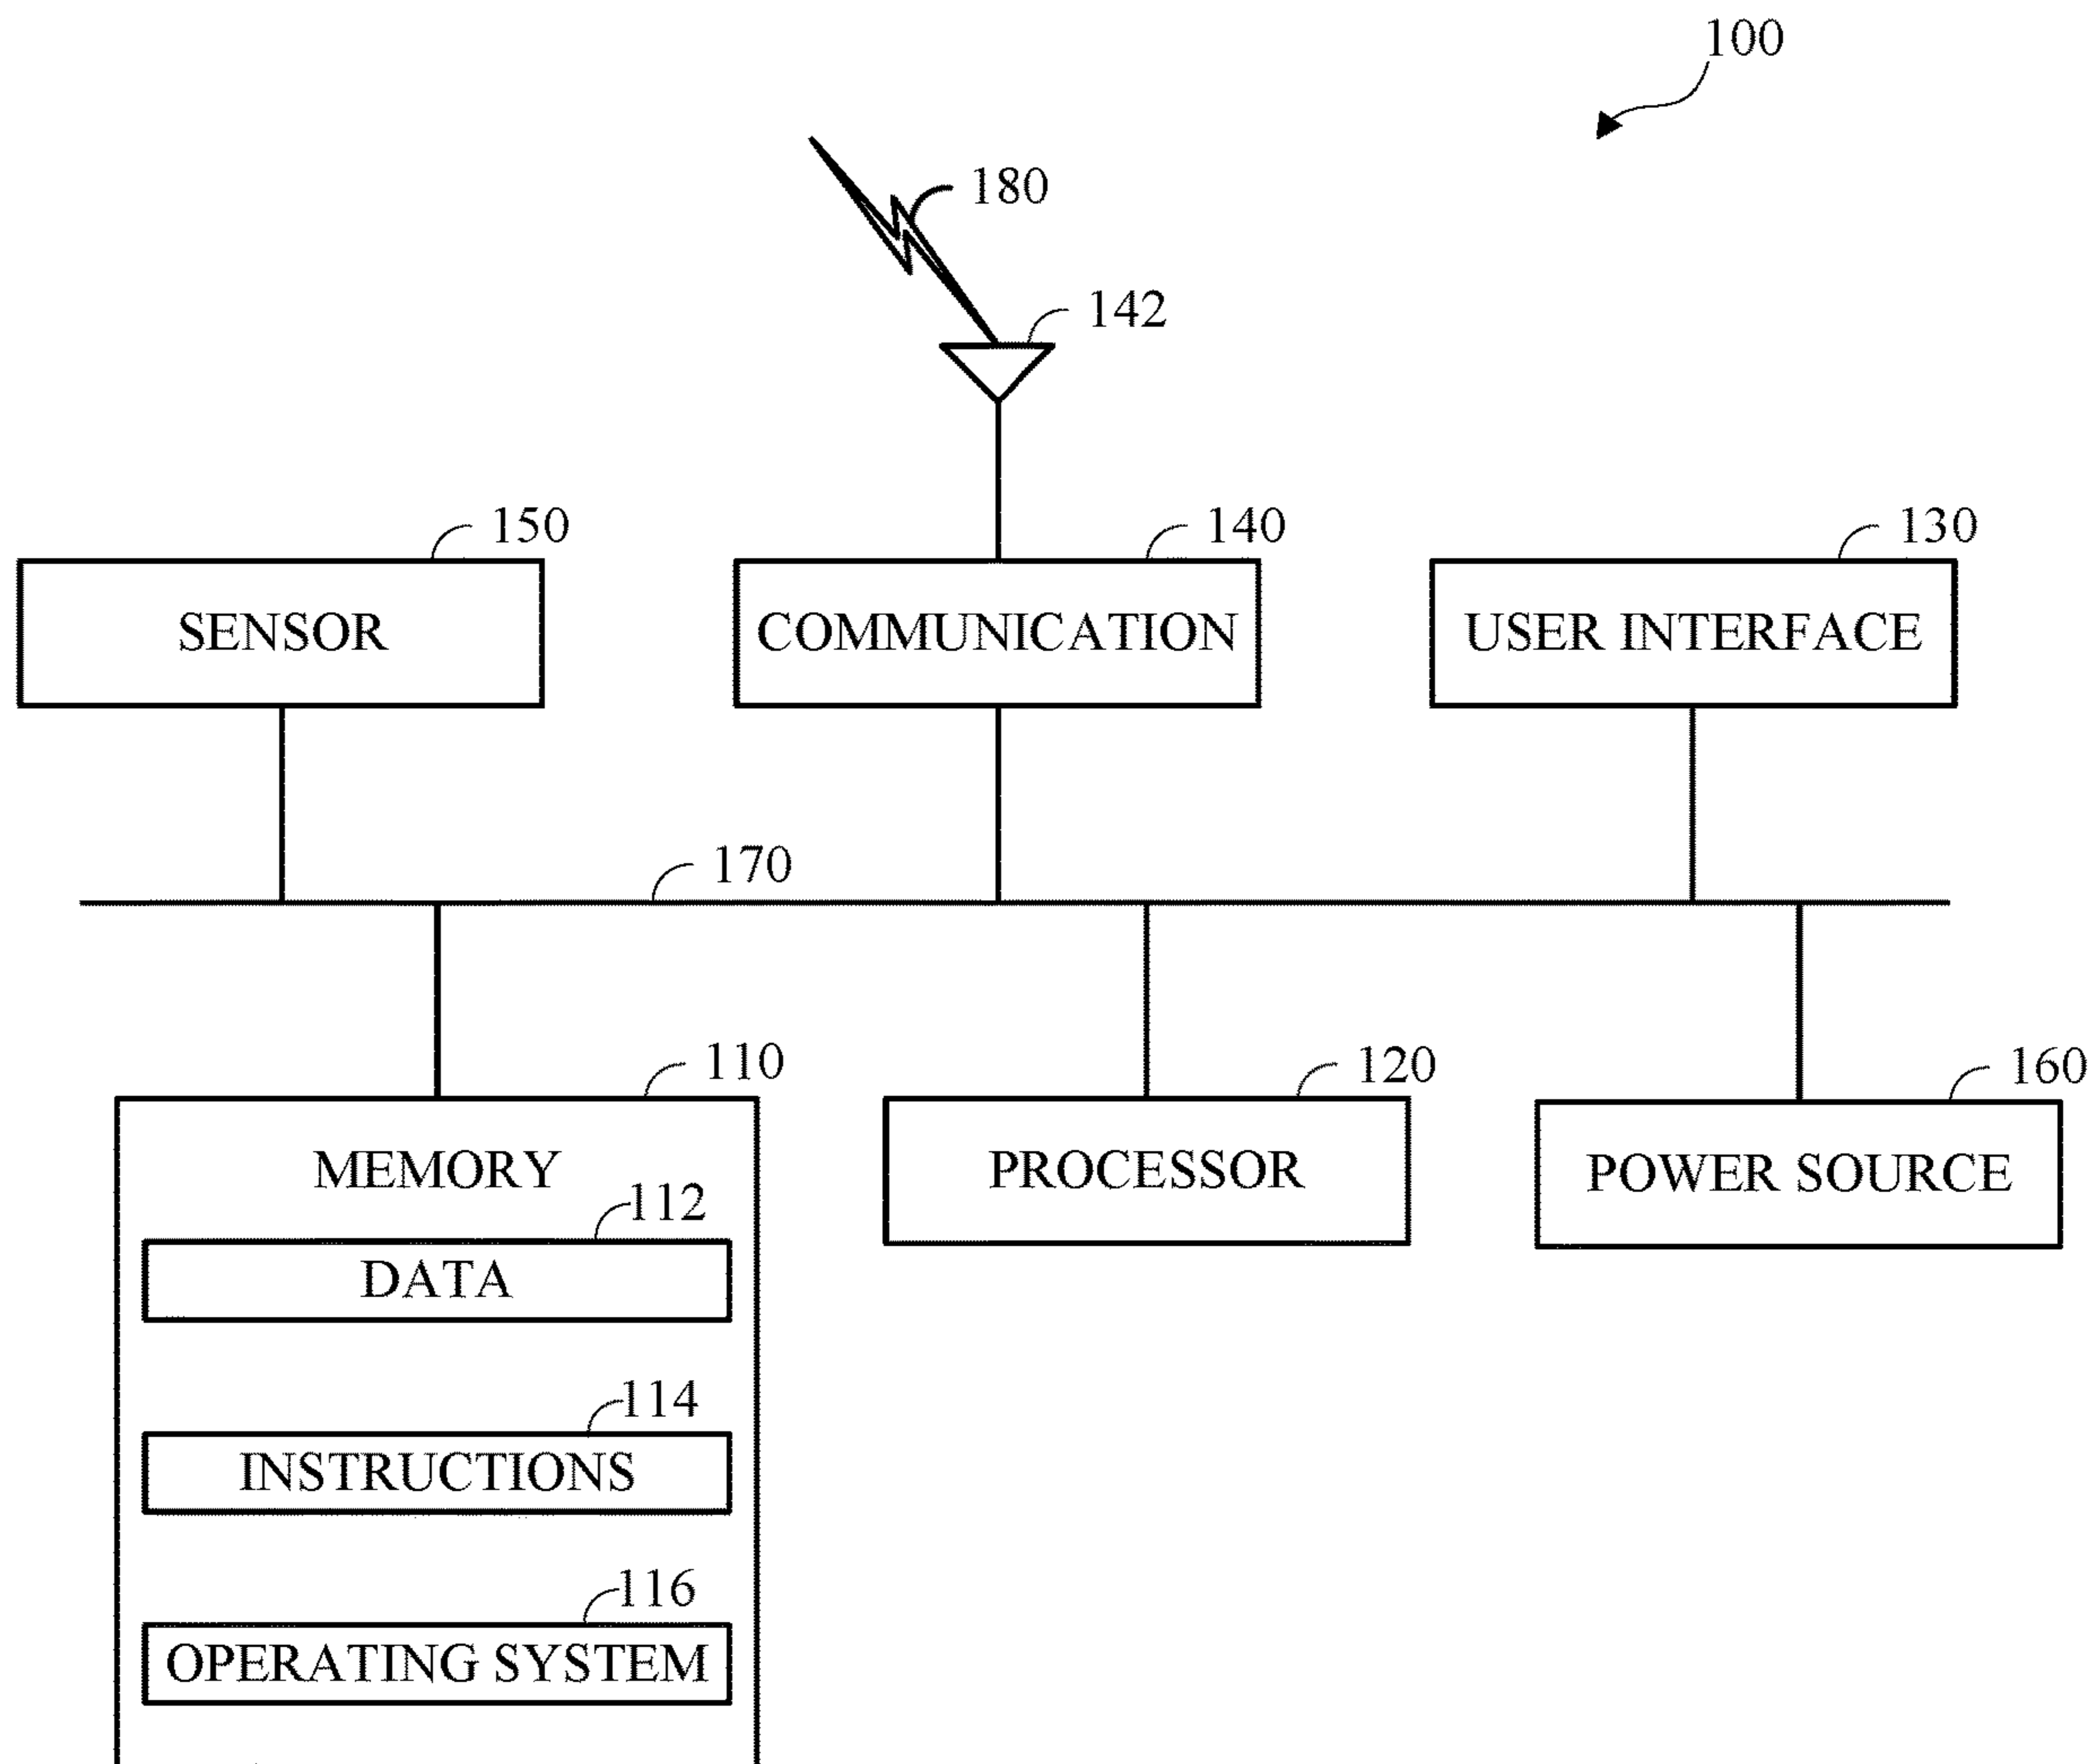 100
180
142
150
140
130
SENSOR
COMMUNICATION
USER INTERFACE
170
110
120
160
MEMORY
PROCESSOR
POWER SOURCE
112
DATA
114
INSTRUCTIONS
116
OPERATING SYSTEM